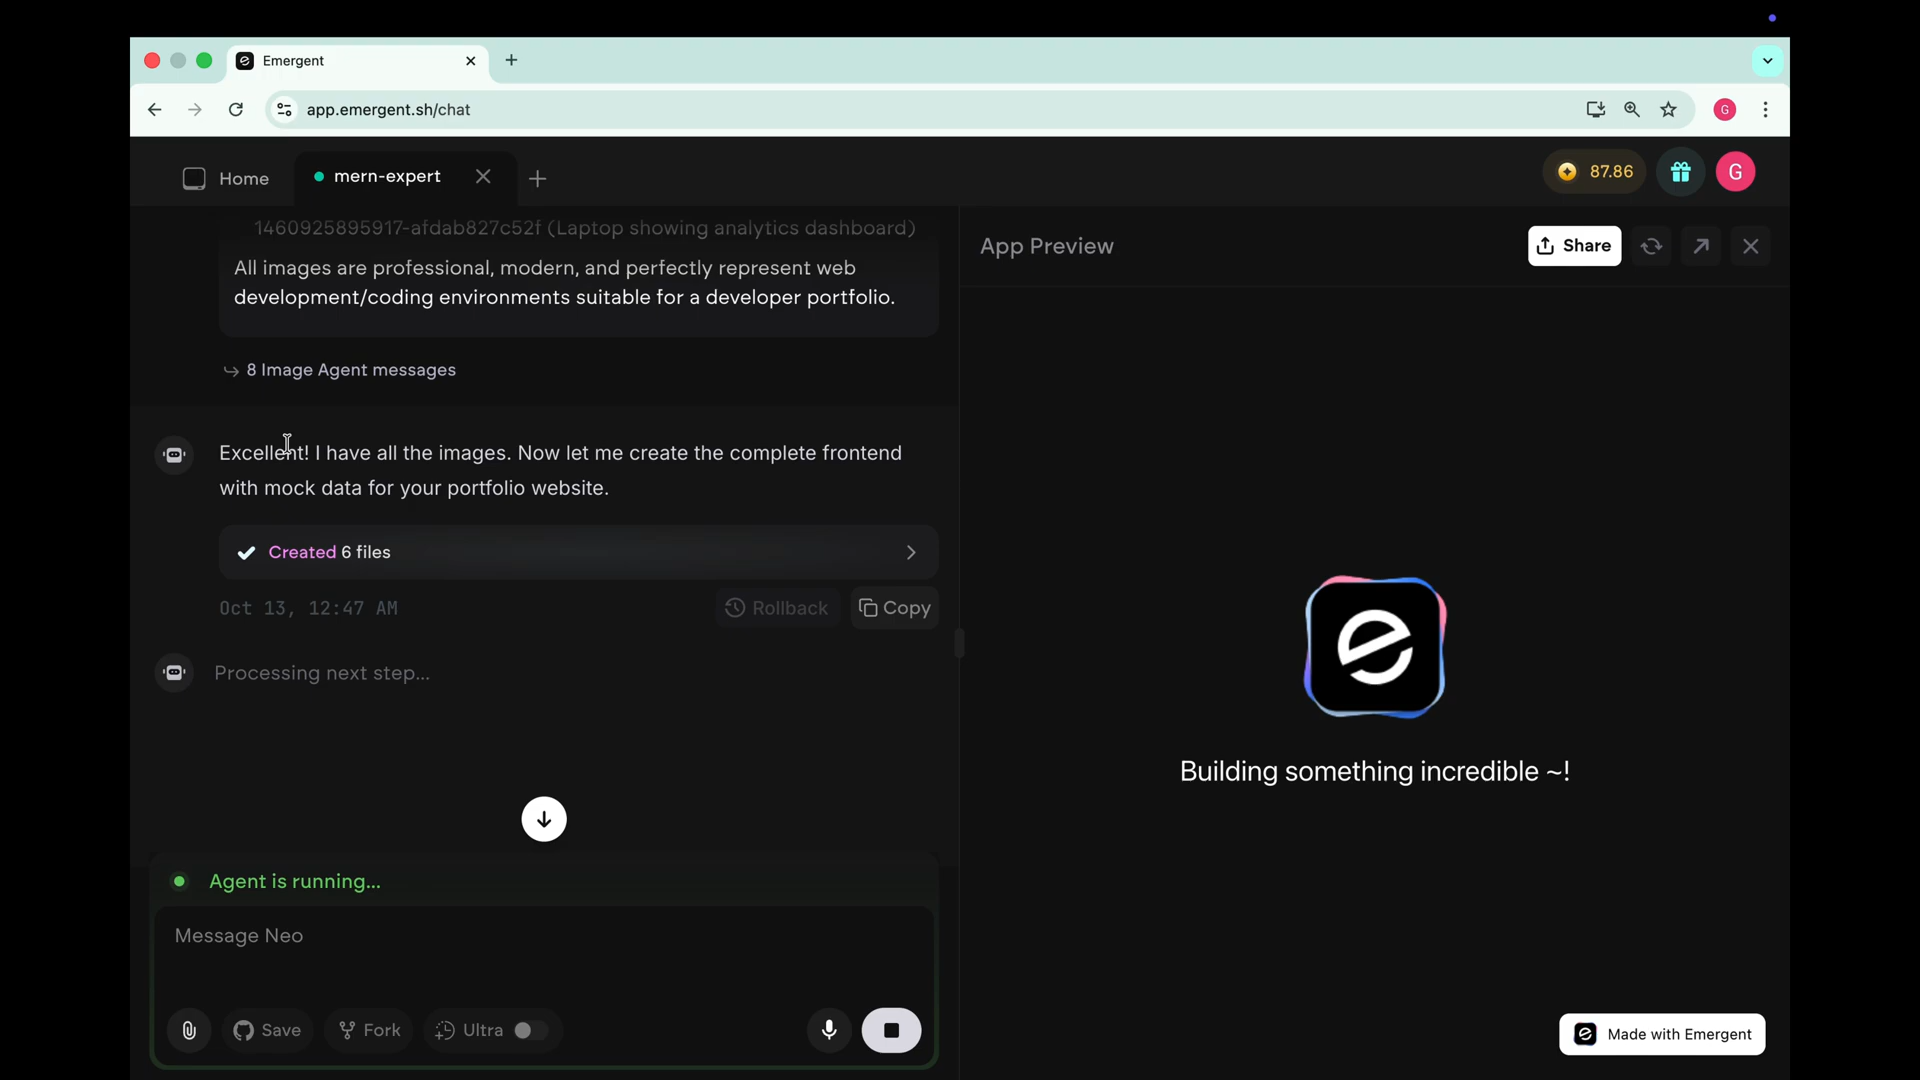 Emergent
app.emergent.sh/chat
G
Home
mern-expert
87.86
G
1460925895917-afdab827c52f (Laptop showing analytics dashboard)
All images are professional, modern, and perfectly represent web
development/coding environments suitable for a developer portfolio.
8 Image Agent messages
Excellent! I have all the images. Now let me create the complete frontend
with mock data for your portfolio website.
Created 6 files
Oct 13, 12:47 AM
Rollback
Copy
Processing next step...
Agent is running...
Message Neo
Save
Fork
Ultra
App Preview
Share
Building something incredible ~!
Made with Emergent